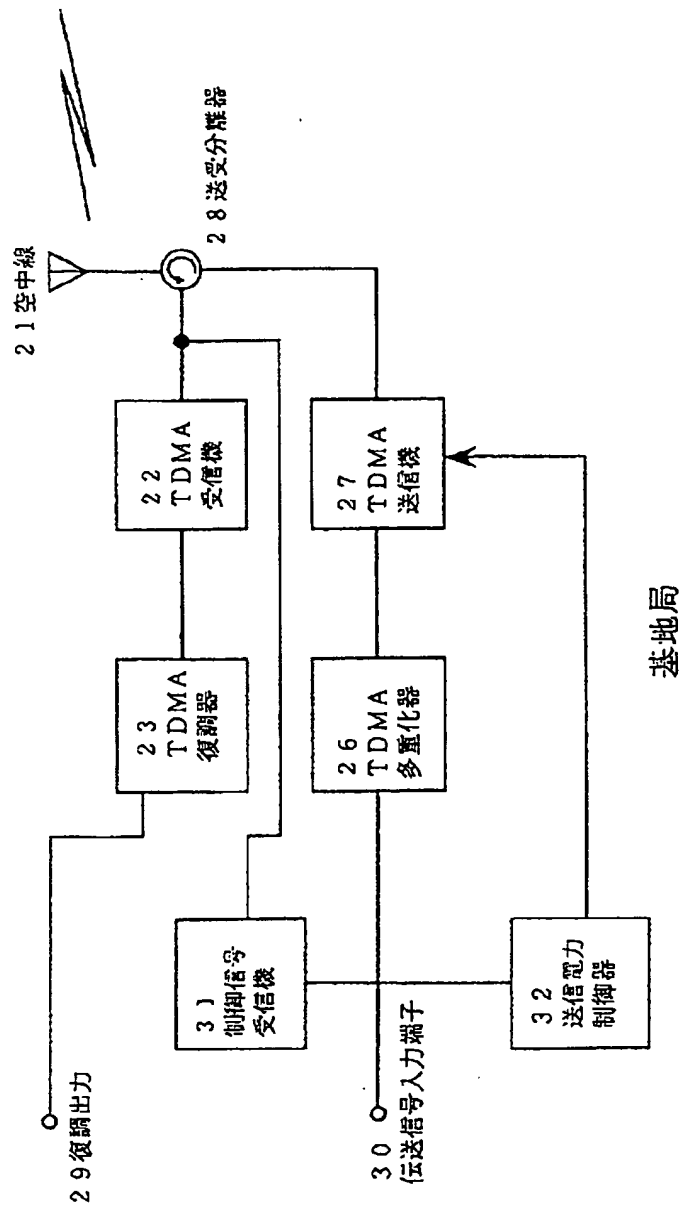 ２１空中線
２８送受分離器
２２
ＴＤＭＡ
受信機
２７
ＴＤＭＡ
送信機
２３
ＴＤＭＡ
復調器
２６
ＴＤＭＡ
多重化器
３１
制御信号
受信機
３２
送信電力
制御器
２９復調出力
３０
伝送信号入力端子
基地局